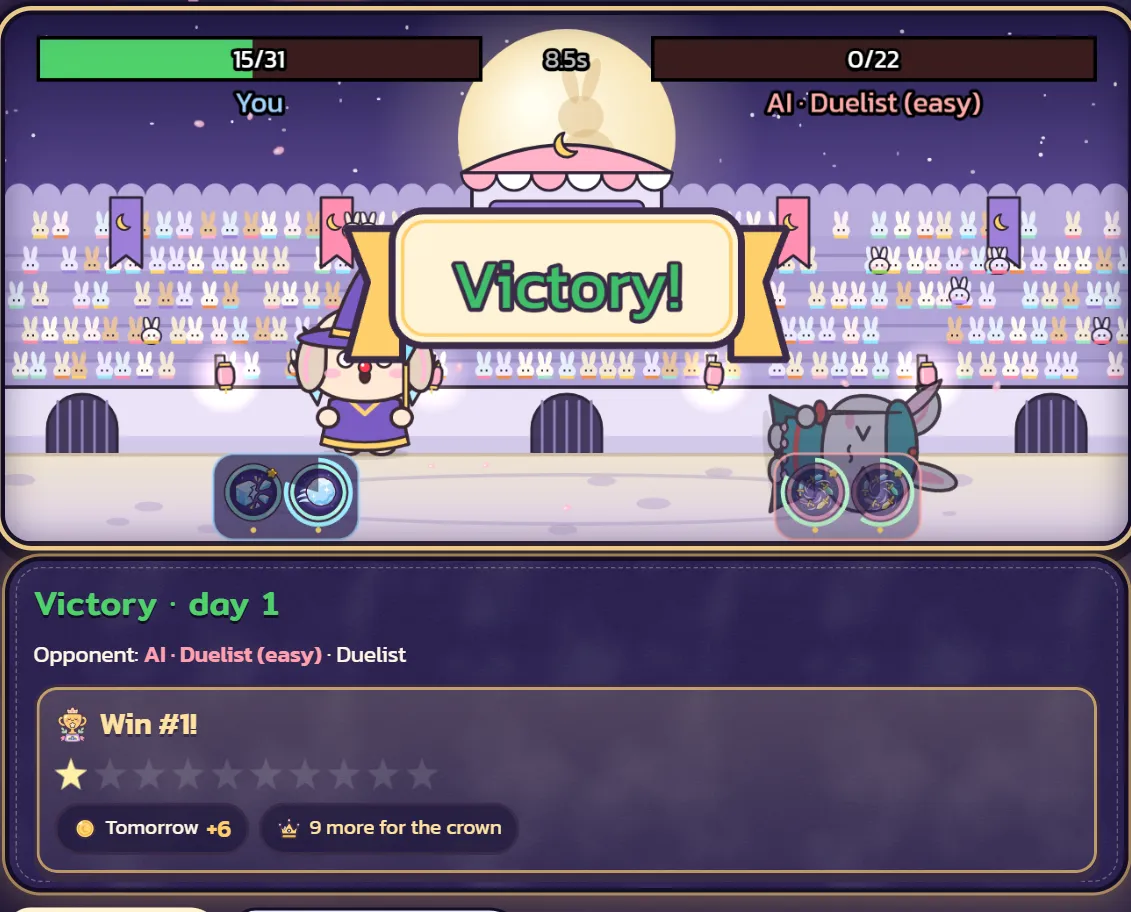 15/31
8.5s
0/22
You
AI · Duelist (easy)
Victory!
Victory · day 1
Opponent: AI · Duelist (easy) · Duelist
Win #1!
Tomorrow +6
9 more for the crown